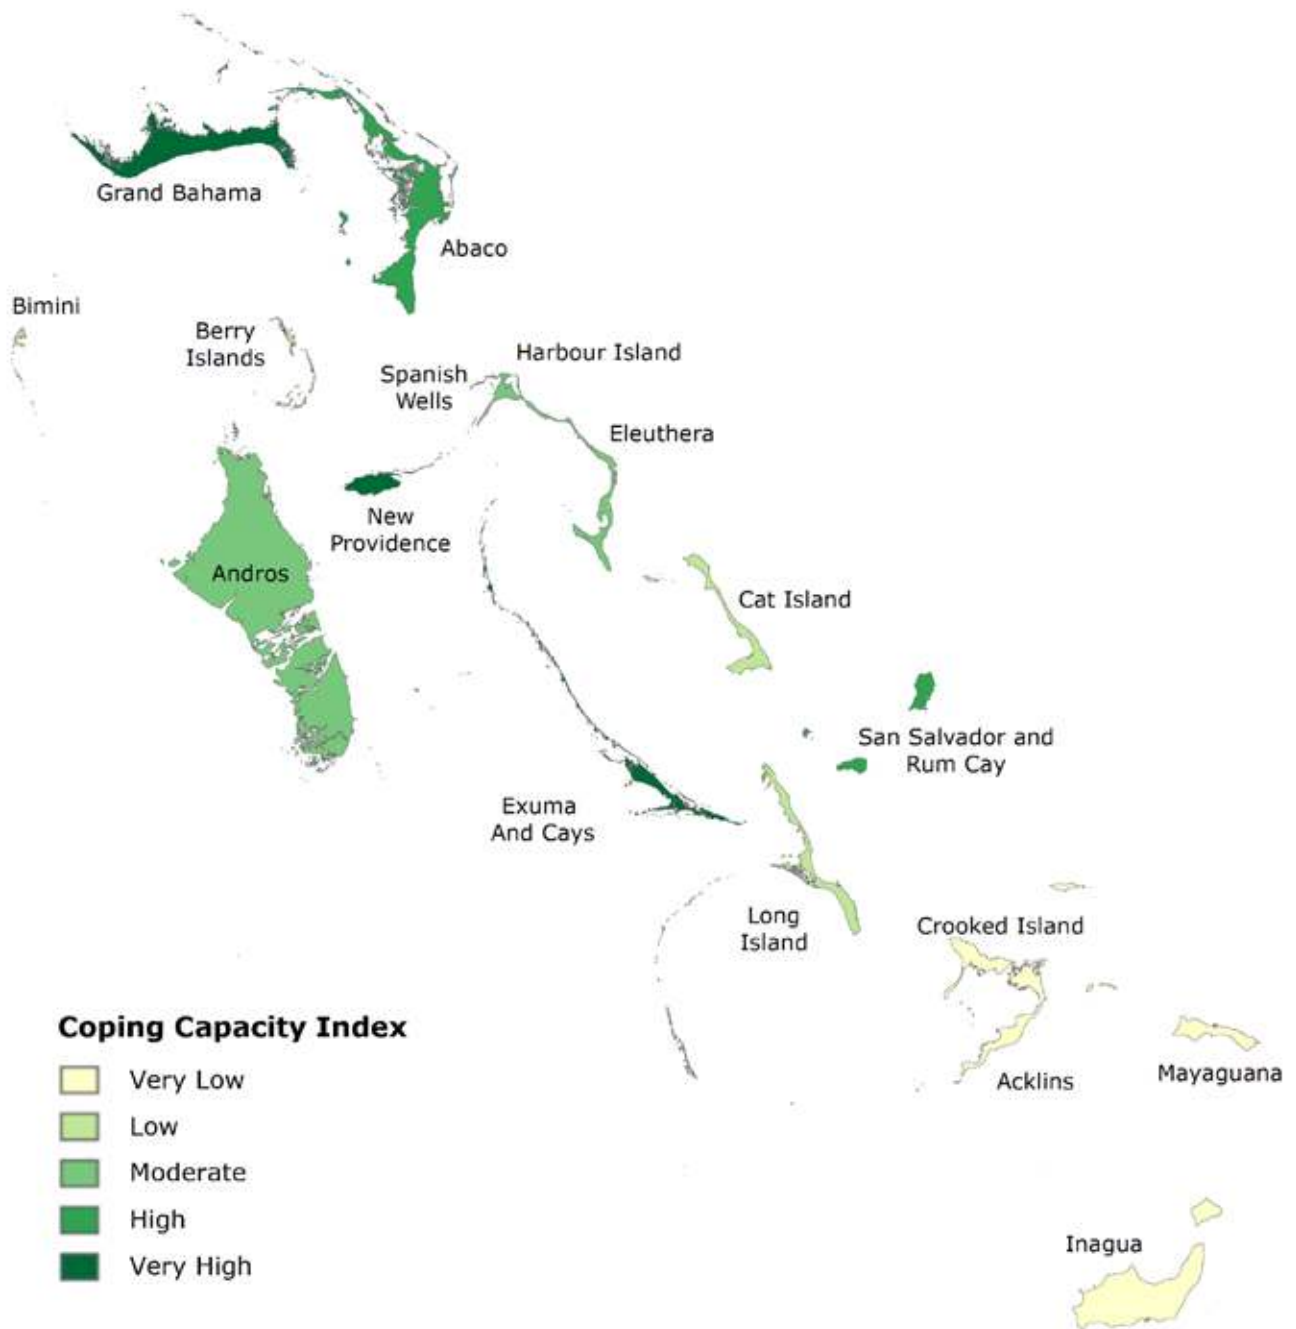 Grand Bahama
Abaco
Bimini
Berry
Islands
Harbour Island
Spanish
Wells
Eleuthera
New
Providence
Andros
Cat Island
San Salvador and
Rum Cay
Exuma
And Cays
Long
Island
Crooked Island
Acklins
Mayaguana
Inagua
Coping Capacity Index
Very Low
Low
Moderate
High
Very High